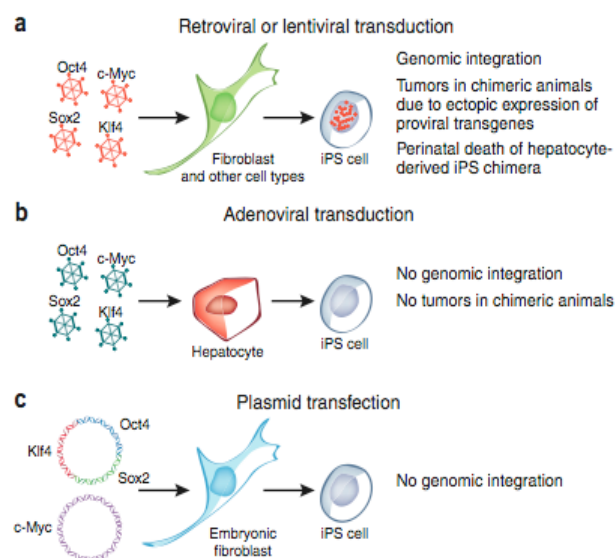 a
Retroviral or lentiviral transduction
Oct4
c-Myc
Sox2
Klf4
Fibroblast
and other cell types
iPS cell
Genomic integration
Tumors in chimeric animals
due to ectopic expression of
proviral transgenes
Perinatal death of hepatocyte-
derived iPS chimera
b
Adenoviral transduction
Oct4
c-Myc
Sox2
Klf4
Hepatocyte
iPS cell
No genomic integration
No tumors in chimeric animals
c
Plasmid transfection
Oct4
Klf4
Sox2
c-Myc
Embryonic
fibroblast
iPS cell
No genomic integration